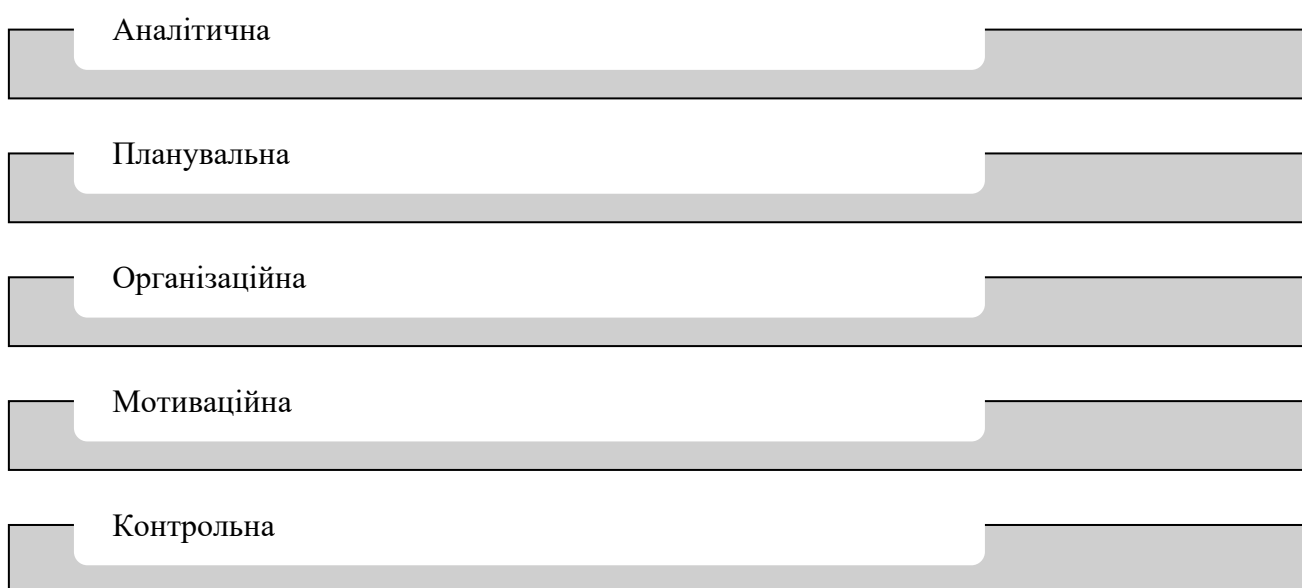 Аналітична
Планувальна
Організаційна
Мотиваційна
Контрольна